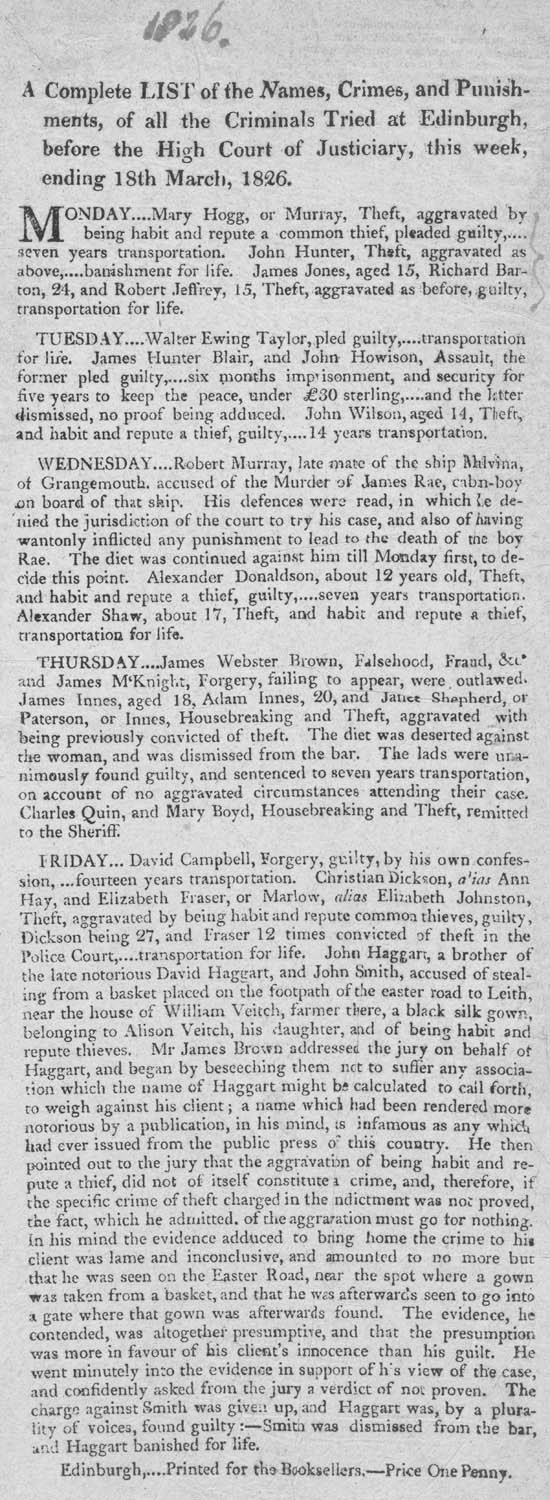 1826.
A Complete LIST of the Names, Crimes, and Punish-
ments, of all the Criminals Tried at Edinburgh,
before the High Court of Justiciary, this week,
ending 18th March, 1826.
MONDAY....Mary Hogg, or Murray, Theft, aggravated by
being habit and repute a common thief, pleaded guilty,....
seven years transportation. John Hunter, Theft, aggravated as
above,....banishment for life. James Jones, aged 15, Richard Bar-
ton, 24, and Robert Jeffrey, 15, Theft, aggravated as before, guilty,
transportation for life.
TUESDAY....Walter Ewing Taylor, pled guilty,....transportation
for life. James Hunter Blair, and John Howison, Assault, the
former pled guilty,....six months imprisonment, and security for
five years to keep the peace, under £30 sterling,....and the latter
dismissed, no proof being adduced. John Wilson, aged 14, Theft,
and habit and repute a thief, guilty,....14 years transportation.
WEDNESDAY....Robert Murray, late mate of the ship Malvina,
of Grangemouth. accused of the Murder of James Rae, cabn-boy
on board of that ship. His defences were read, in which he de-
nied the jurisdiction of the court to try his case, and also of having
wantonly inflicted any punishment to lead to the death of the boy
Rae. The diet was continued against him till Monday first, to de-
cide this point. Alexander Donaldson, about 12 years old, Theft,
and habit and repute a thief, guilty,....seven years transportation.
Alexander Shaw, about 17, Theft, and habit and repute a thief,
transportation for life.
THURSDAY....James Webster Brown, Falsehood, Fraud, &c
and James M'Knight, Forgery, failing to appear, were outlawed.
James Innes, aged 18, Adam Innes, 20, and Janet Shepherd, or
Paterson, or Innes, Housebreaking and Theft, aggravated with
being previously convicted of theft. The diet was deserted against
the woman, and was dismissed from the bar. The lads were una-
nimously found guilty, and sentenced to seven years transportation,
on account of no aggravated circumstances attending their case.
Charles Quin, and Mary Boyd, Housebreaking and Theft, remitted
to the Sheriff.
FRIDAY... David Campbell, Forgery, guilty, by his own confes-
sion, ...fourteen years transportation. Christian Dickson, alias Ann
Hay, and Elizabeth Fraser, or Marlow, alias Elizabeth Johnston,
Theft, aggravated by being habit and repute common thieves, guilty,
Dickson being 27, and Fraser 12 times convicted of theft in the
Police Court,....transportation for life. John Haggart, a brother of
the late notorious David Haggart, and John Smith, accused of steal-
ing from a basket placed on the footpath of the easter road to Leith,
near the house of William Veitch, farmer there, a black silk gown,
belonging to Alison Veitch, his daughter, and of being habit and
repute thieves. Mr James Brown addressed the jury on behalf of
Haggart, and began by beseeching them not to suffer any associa-
tion which the name of Haggart might be calculated to call forth,
to weigh against his client; a name which had been rendered more
notorious by a publication, in his mind, as infamous as any which
had ever issued from the public press of this country. He then
pointed out to the jury that the aggravation of being habit and re-
pute a thief, did not of itself constitute a crime, and, therefore, if
the specific crime of theft charged in the ndictment was not proved,
the fact, which he admitted. of the aggravation must go for nothing.
In his mind the evidence adduced to bring home the crime to his
client was lame and inconclusive, and amounted to no more but
that he was seen on the Easter Road, near the spot where a gown
was taken from a basket, and that he was afterwards seen to go into
a gate where that gown was afterwards found. The evidence, he
contended, was altogether presumptive, and that the presumption
was more in favour of his client's innocence than his guilt. He
went minutely into the evidence in support of his view of the case,
and confidently asked from the jury a verdict of not proven. The
charge against Smith was given up, and Haggart was, by a plura-
lity of voices, found guilty:—Smith was dismissed from the bar,
and Haggart banished for life.
Edinburgh,....Printed for the Booksellers.—Price One Penny.